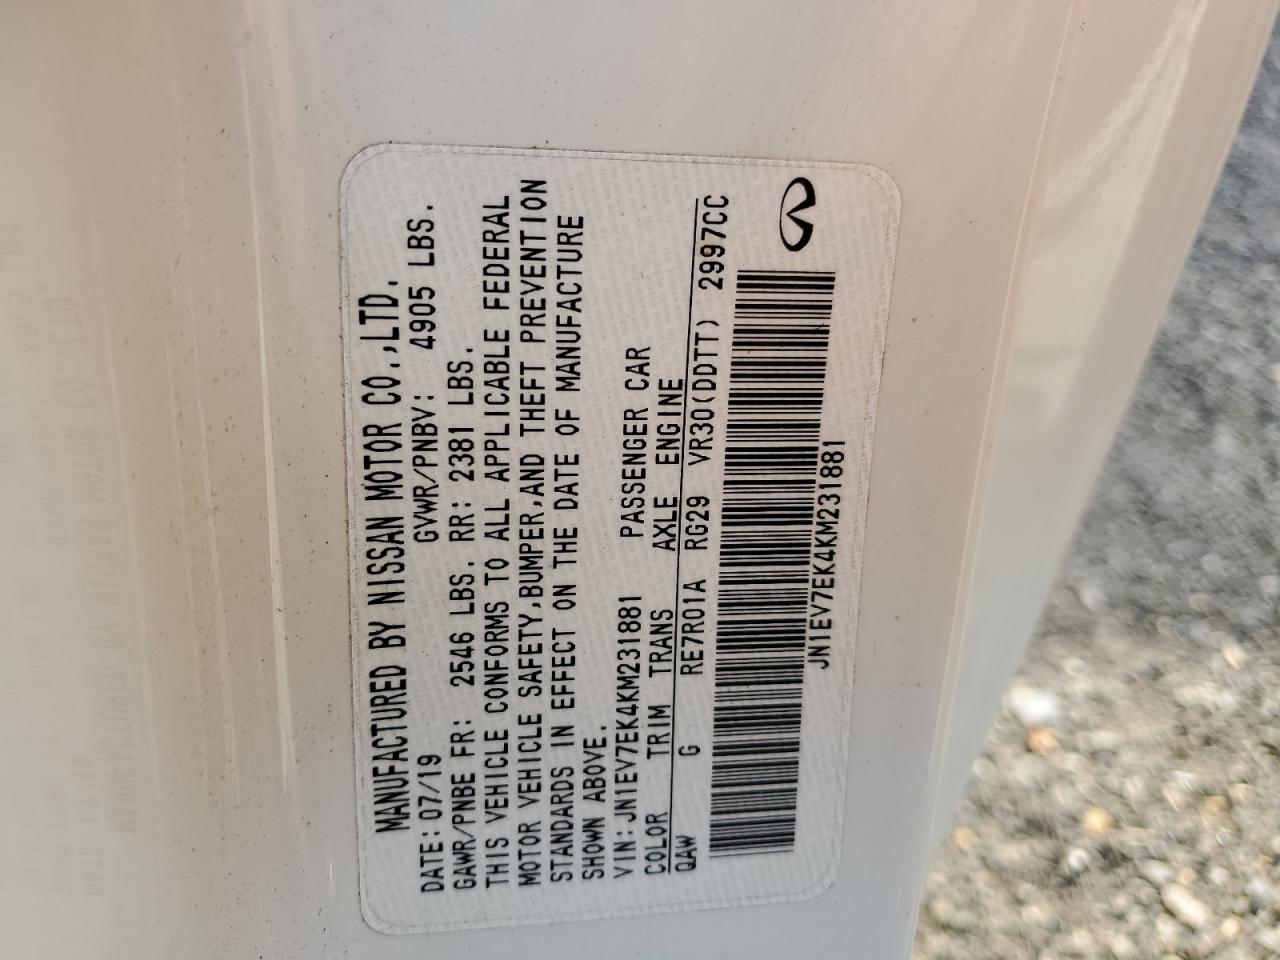 MANUFACTURED BY NISSAN MOTOR CO.,LTD.
DATE:07/19 GVWR/PNBV: 4905 LBS.
GAWR/PNBE FR: 2546 LBS. RR: 2381 LBS.
THIS VEHICLE CONFORMS TO ALL APPLICABLE FEDERAL
MOTOR VEHICLE SAFETY,BUMPER,AND THEFT PREVENTION
STANDARDS IN EFFECT ON THE DATE OF MANUFACTURE
SHOWN ABOVE.
VIN:JN1EV7EK4KM231881 PASSENGER CAR
COLOR TRIM TRANS AXLE ENGINE
QAW G RE7R01A RG29 VR30(DDTT) 2997CC
JN1EV7EK4KM231881